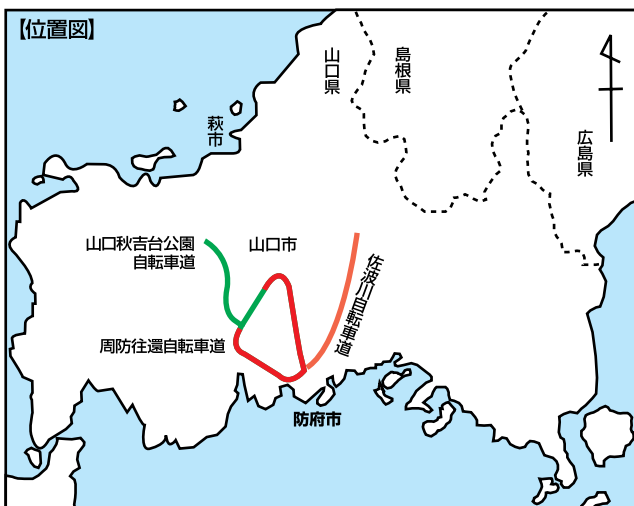 【位置図】
山口県
島根県
広島県
萩市
山口秋吉台公園
自転車道
山口市
佐波川自転車道
周防往還自転車道
防府市